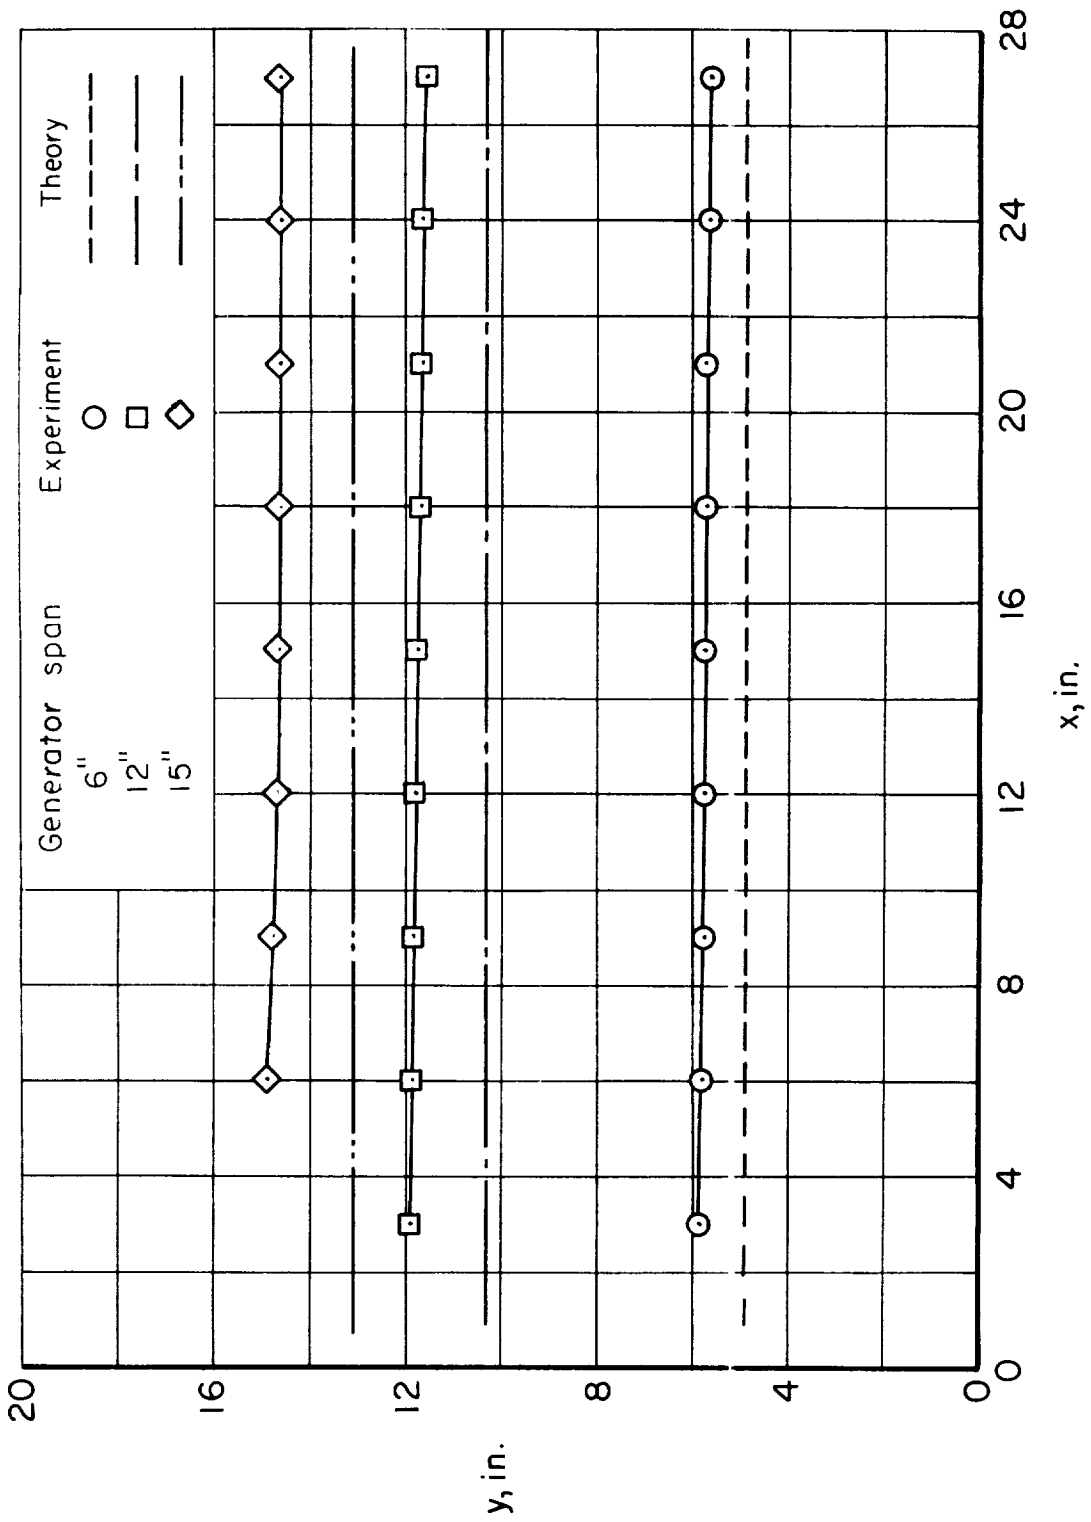 Generator span Experiment Theory
6"
12"
15"
20
16
12
8
4
0
y, in.
0 4 8 12 16 20 24 28
x, in.